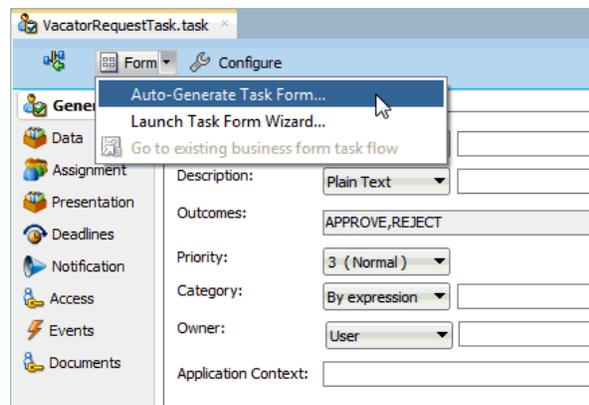 VacatorRequestTask.task
Form
Configure
Auto-Generate Task Form...
Launch Task Form Wizard...
Go to existing business form task flow
Data
Assignment
Presentation
Deadlines
Notification
Access
Events
Documents
Description:
Plain Text
Outcomes:
APPROVE,REJECT
Priority:
3 (Normal)
Category:
By expression
Owner:
User
Application Context: